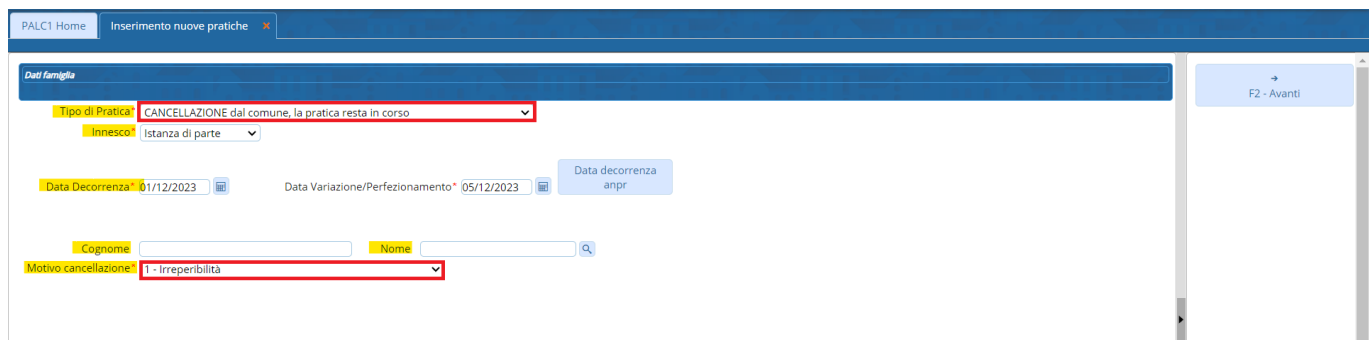 PALC1 Home Inserimento nuove pratiche ×
Dati famiglia
→
F2 - Avanti
Tipo di Pratica* CANCELLAZIONE dal comune, la pratica resta in corso
Innesco* Istanza di parte
Data Decorrenza* 01/12/2023 Data Variazione/Perfezionamento* 05/12/2023
Data decorrenza
anpr
Cognome Nome
Motivo cancellazione* 1 - Irreperibilità